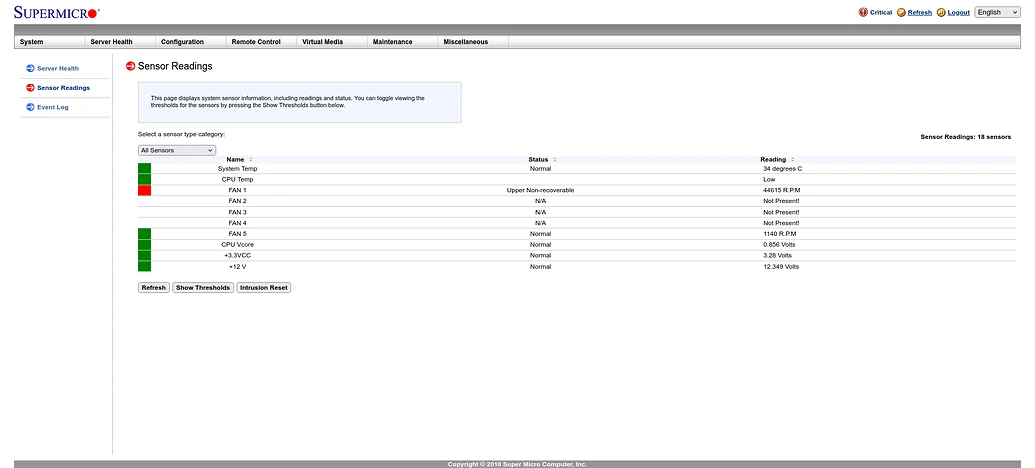 SUPERMICRO
Critical Refresh Logout English
System Server Health Configuration Remote Control Virtual Media Maintenance Miscellaneous
Server Health
Sensor Readings
Event Log
Sensor Readings
This page displays system sensor information, including readings and status. You can toggle viewing the
thresholds for the sensors by pressing the Show Thresholds button below.
Select a sensor type category:
Sensor Readings: 18 sensors
All Sensors
Name Status Reading
System Temp Normal 34 degrees C
CPU Temp Low
FAN 1 Upper Non-recoverable 44615 R.P.M
FAN 2 N/A Not Present!
FAN 3 N/A Not Present!
FAN 4 N/A Not Present!
FAN 5 Normal 1140 R.P.M
CPU Vcore Normal 0.856 Volts
+3.3VCC Normal 3.28 Volts
+12 V Normal 12.349 Volts
Refresh Show Thresholds Intrusion Reset
Copyright © 2010 Super Micro Computer, Inc.